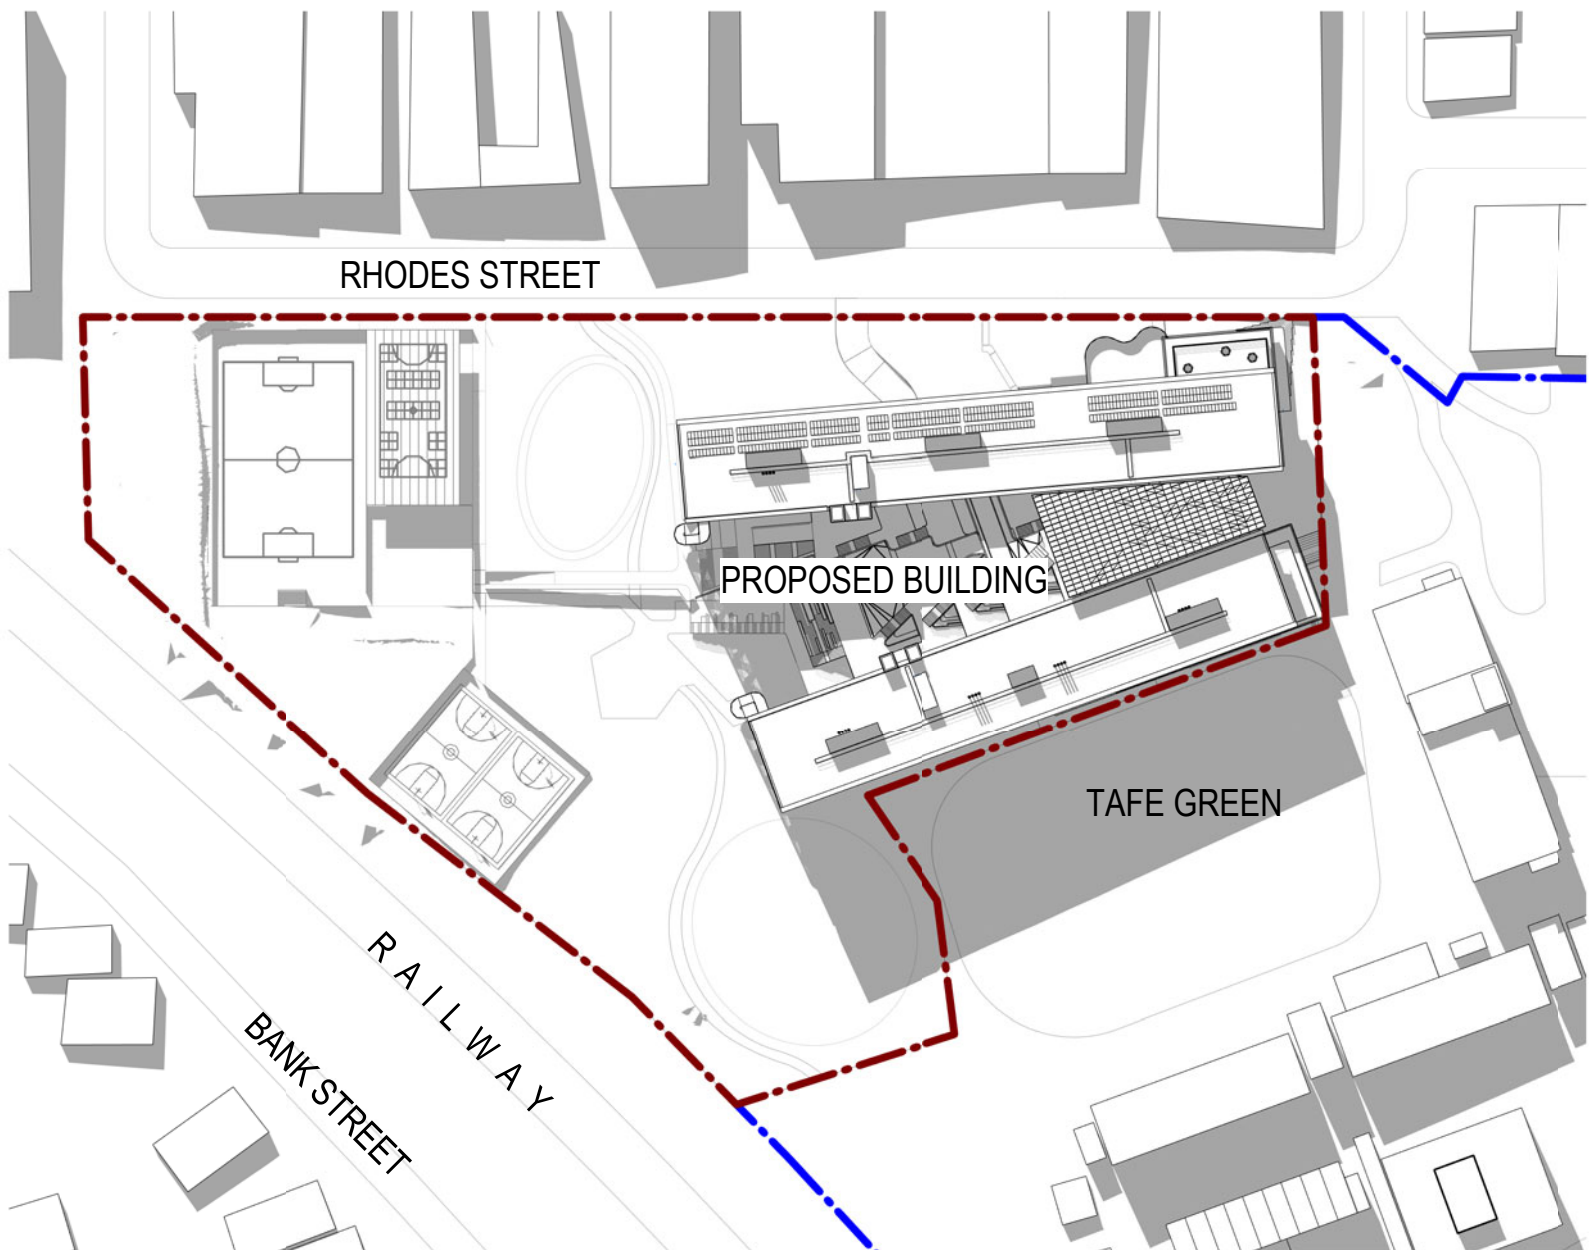 RHODES STREET
PROPOSED BUILDING
TAFE GREEN
RAILWAY
BANK STREET